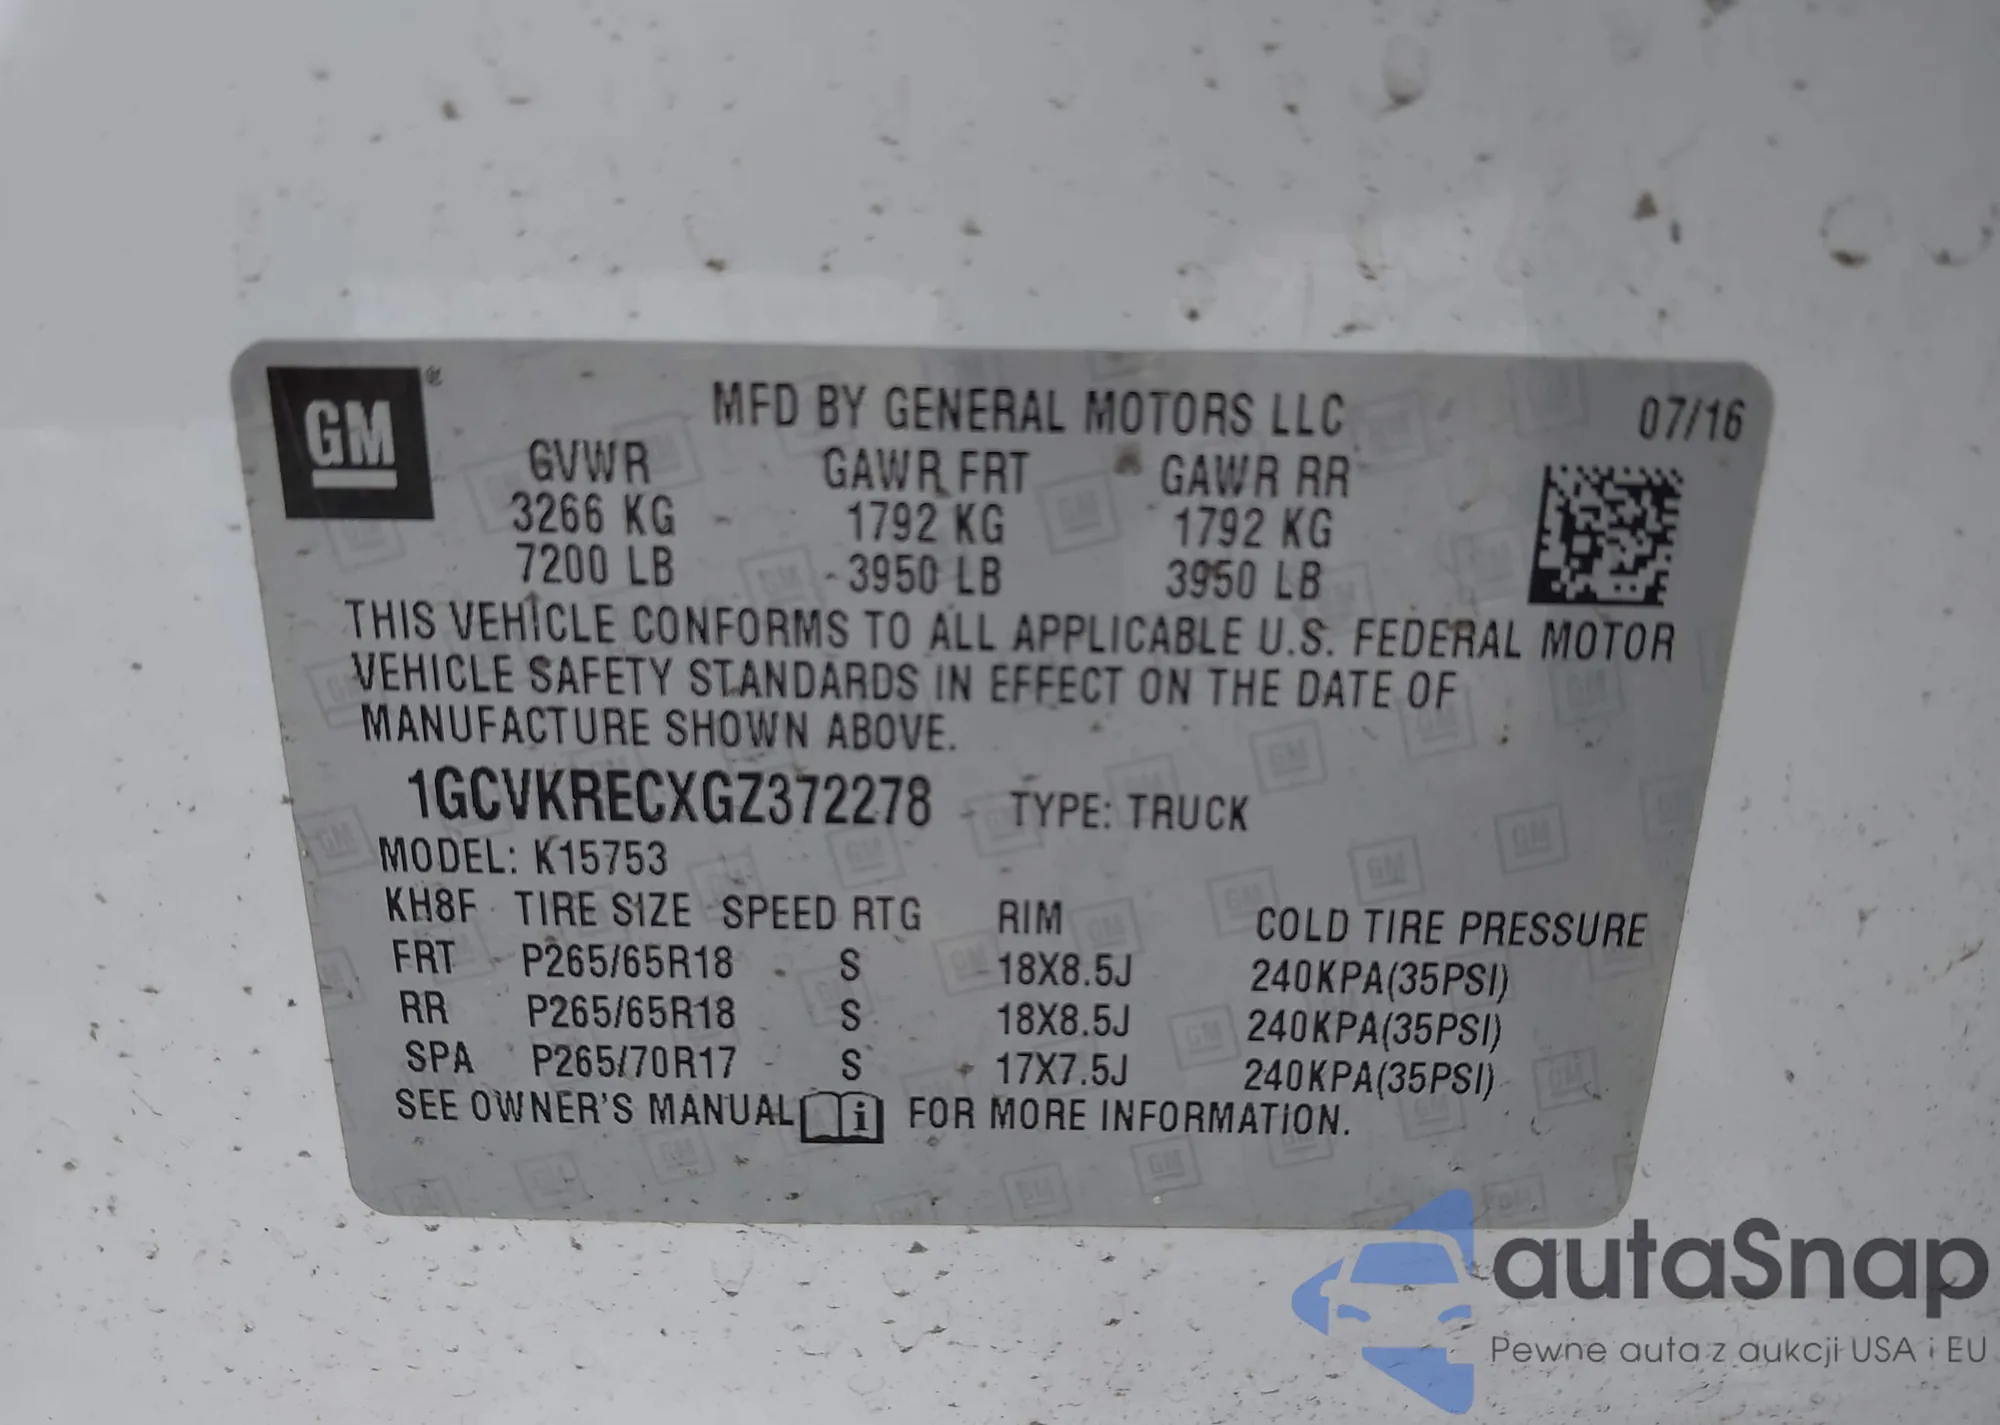 GM
MFD BY GENERAL MOTORS LLC 07/16
GVWR GAWR FRT GAWR RR
3266 KG 1792 KG 1792 KG
7200 LB 3950 LB 3950 LB
THIS VEHICLE CONFORMS TO ALL APPLICABLE U.S. FEDERAL MOTOR
VEHICLE SAFETY STANDARDS IN EFFECT ON THE DATE OF
MANUFACTURE SHOWN ABOVE.
1GCVKRECXGZ372278 TYPE: TRUCK
MODEL: K15753
KH8F TIRE SIZE SPEED RTG RIM COLD TIRE PRESSURE
FRT P265/65R18 S 18X8.5J 240KPA(35PSI)
RR P265/65R18 S 18X8.5J 240KPA(35PSI)
SPA P265/70R17 S 17X7.5J 240KPA(35PSI)
SEE OWNER'S MANUAL i FOR MORE INFORMATION.
autaSnap
Pewne auta z aukcji USA i EU